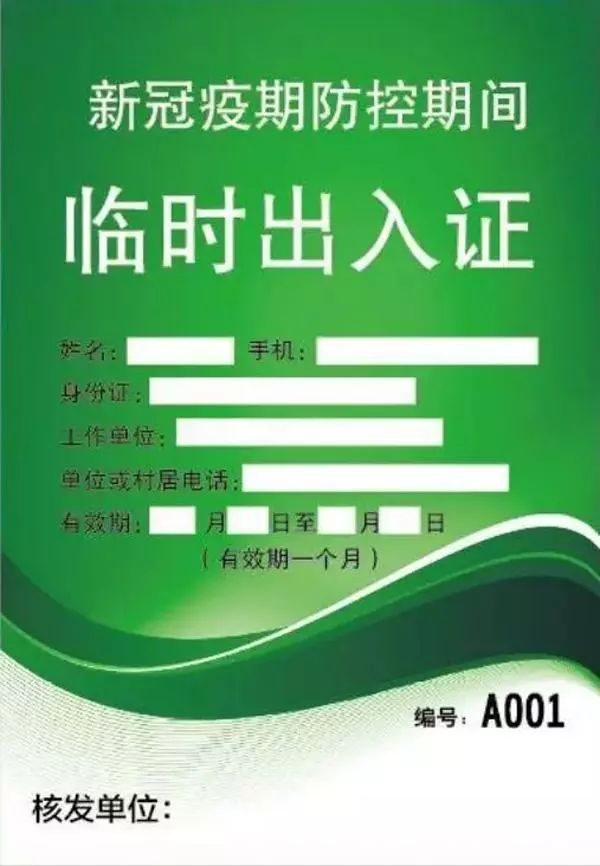 新冠疫期防控期间
临时出入证
姓名： 手机：
身份证：
工作单位：
单位或村居电话：
有效期： 月 日至 月 日
（有效期一个月）
编号：A001
核发单位：